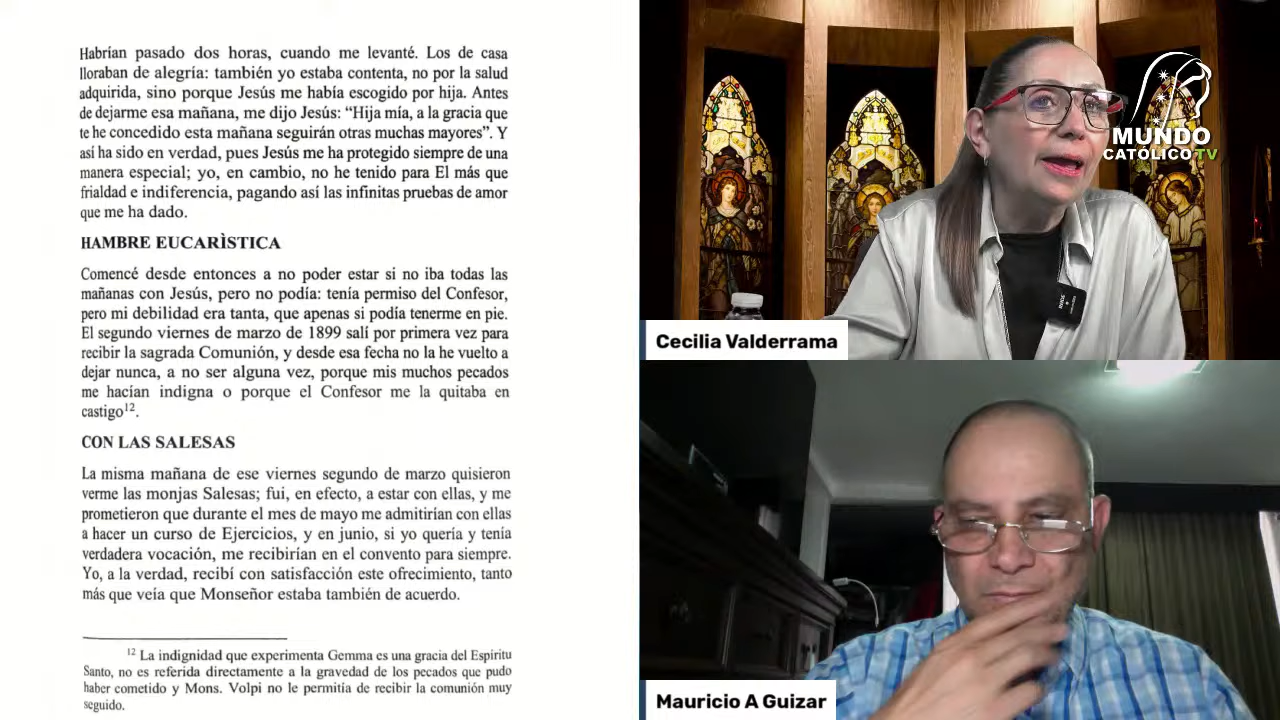 Habrían pasado dos horas, cuando me levanté. Los de casa
lloraban de alegría: también yo estaba contenta, no por la salud
adquirida, sino porque Jesús me había escogido por hija. Antes
de dejarme esa mañana, me dijo Jesús: “Hija mía, a la gracia que
te he concedido esta mañana seguirán otras muchas mayores”. Y
así ha sido en verdad, pues Jesús me ha protegido siempre de una
manera especial; yo, en cambio, no he tenido para El más que
frialdad e indiferencia, pagando así las infinitas pruebas de amor
que me ha dado.
HAMBRE EUCARÌSTICA
Comencé desde entonces a no poder estar si no iba todas las
mañanas con Jesús, pero no podía: tenía permiso del Confesor,
pero mi debilidad era tanta, que apenas si podía tenerme en pie.
El segundo viernes de marzo de 1899 salí por primera vez para
recibir la sagrada Comunión, y desde esa fecha no la he vuelto a
dejar nunca, a no ser alguna vez, porque mis muchos pecados
me hacían indigna o porque el Confesor me la quitaba en
castigo12.
CON LAS SALESAS
La misma mañana de ese viernes segundo de marzo quisieron
verme las monjas Salesas; fui, en efecto, a estar con ellas, y me
prometieron que durante el mes de mayo me admitirían con ellas
a hacer un curso de Ejercicios, y en junio, si yo quería y tenía
verdadera vocación, me recibirían en el convento para siempre.
Yo, a la verdad, recibí con satisfacción este ofrecimiento, tanto
más que veía que Monseñor estaba también de acuerdo.
12 La indignidad que experimenta Gemma es una gracia del Espíritu
Santo, no es referida directamente a la gravedad de los pecados que pudo
haber cometido y Mons. Volpi no le permitía de recibir la comunión muy
seguido.
MUNDO
CATÓLICO TV
Cecilia Valderrama
Mauricio A Guizar